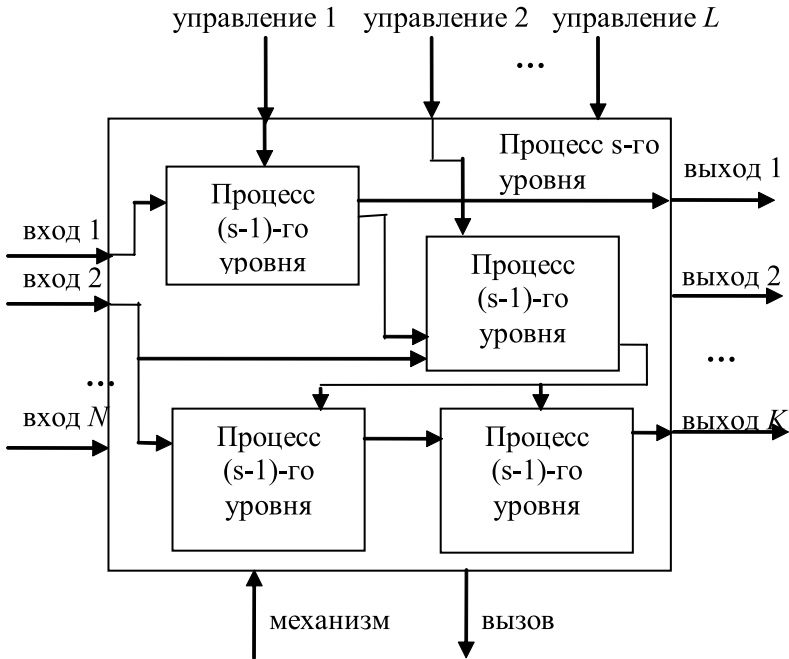 управление 1
управление 2
...
управление L
Процесс s-го
уровня
Процесс
(s-1)-го
уровня
выход 1
вход 1
вход 2
Процесс
(s-1)-го
уровня
выход 2
...
...
вход N
выход K
Процесс
(s-1)-го
уровня
Процесс
(s-1)-го
уровня
механизм
вызов